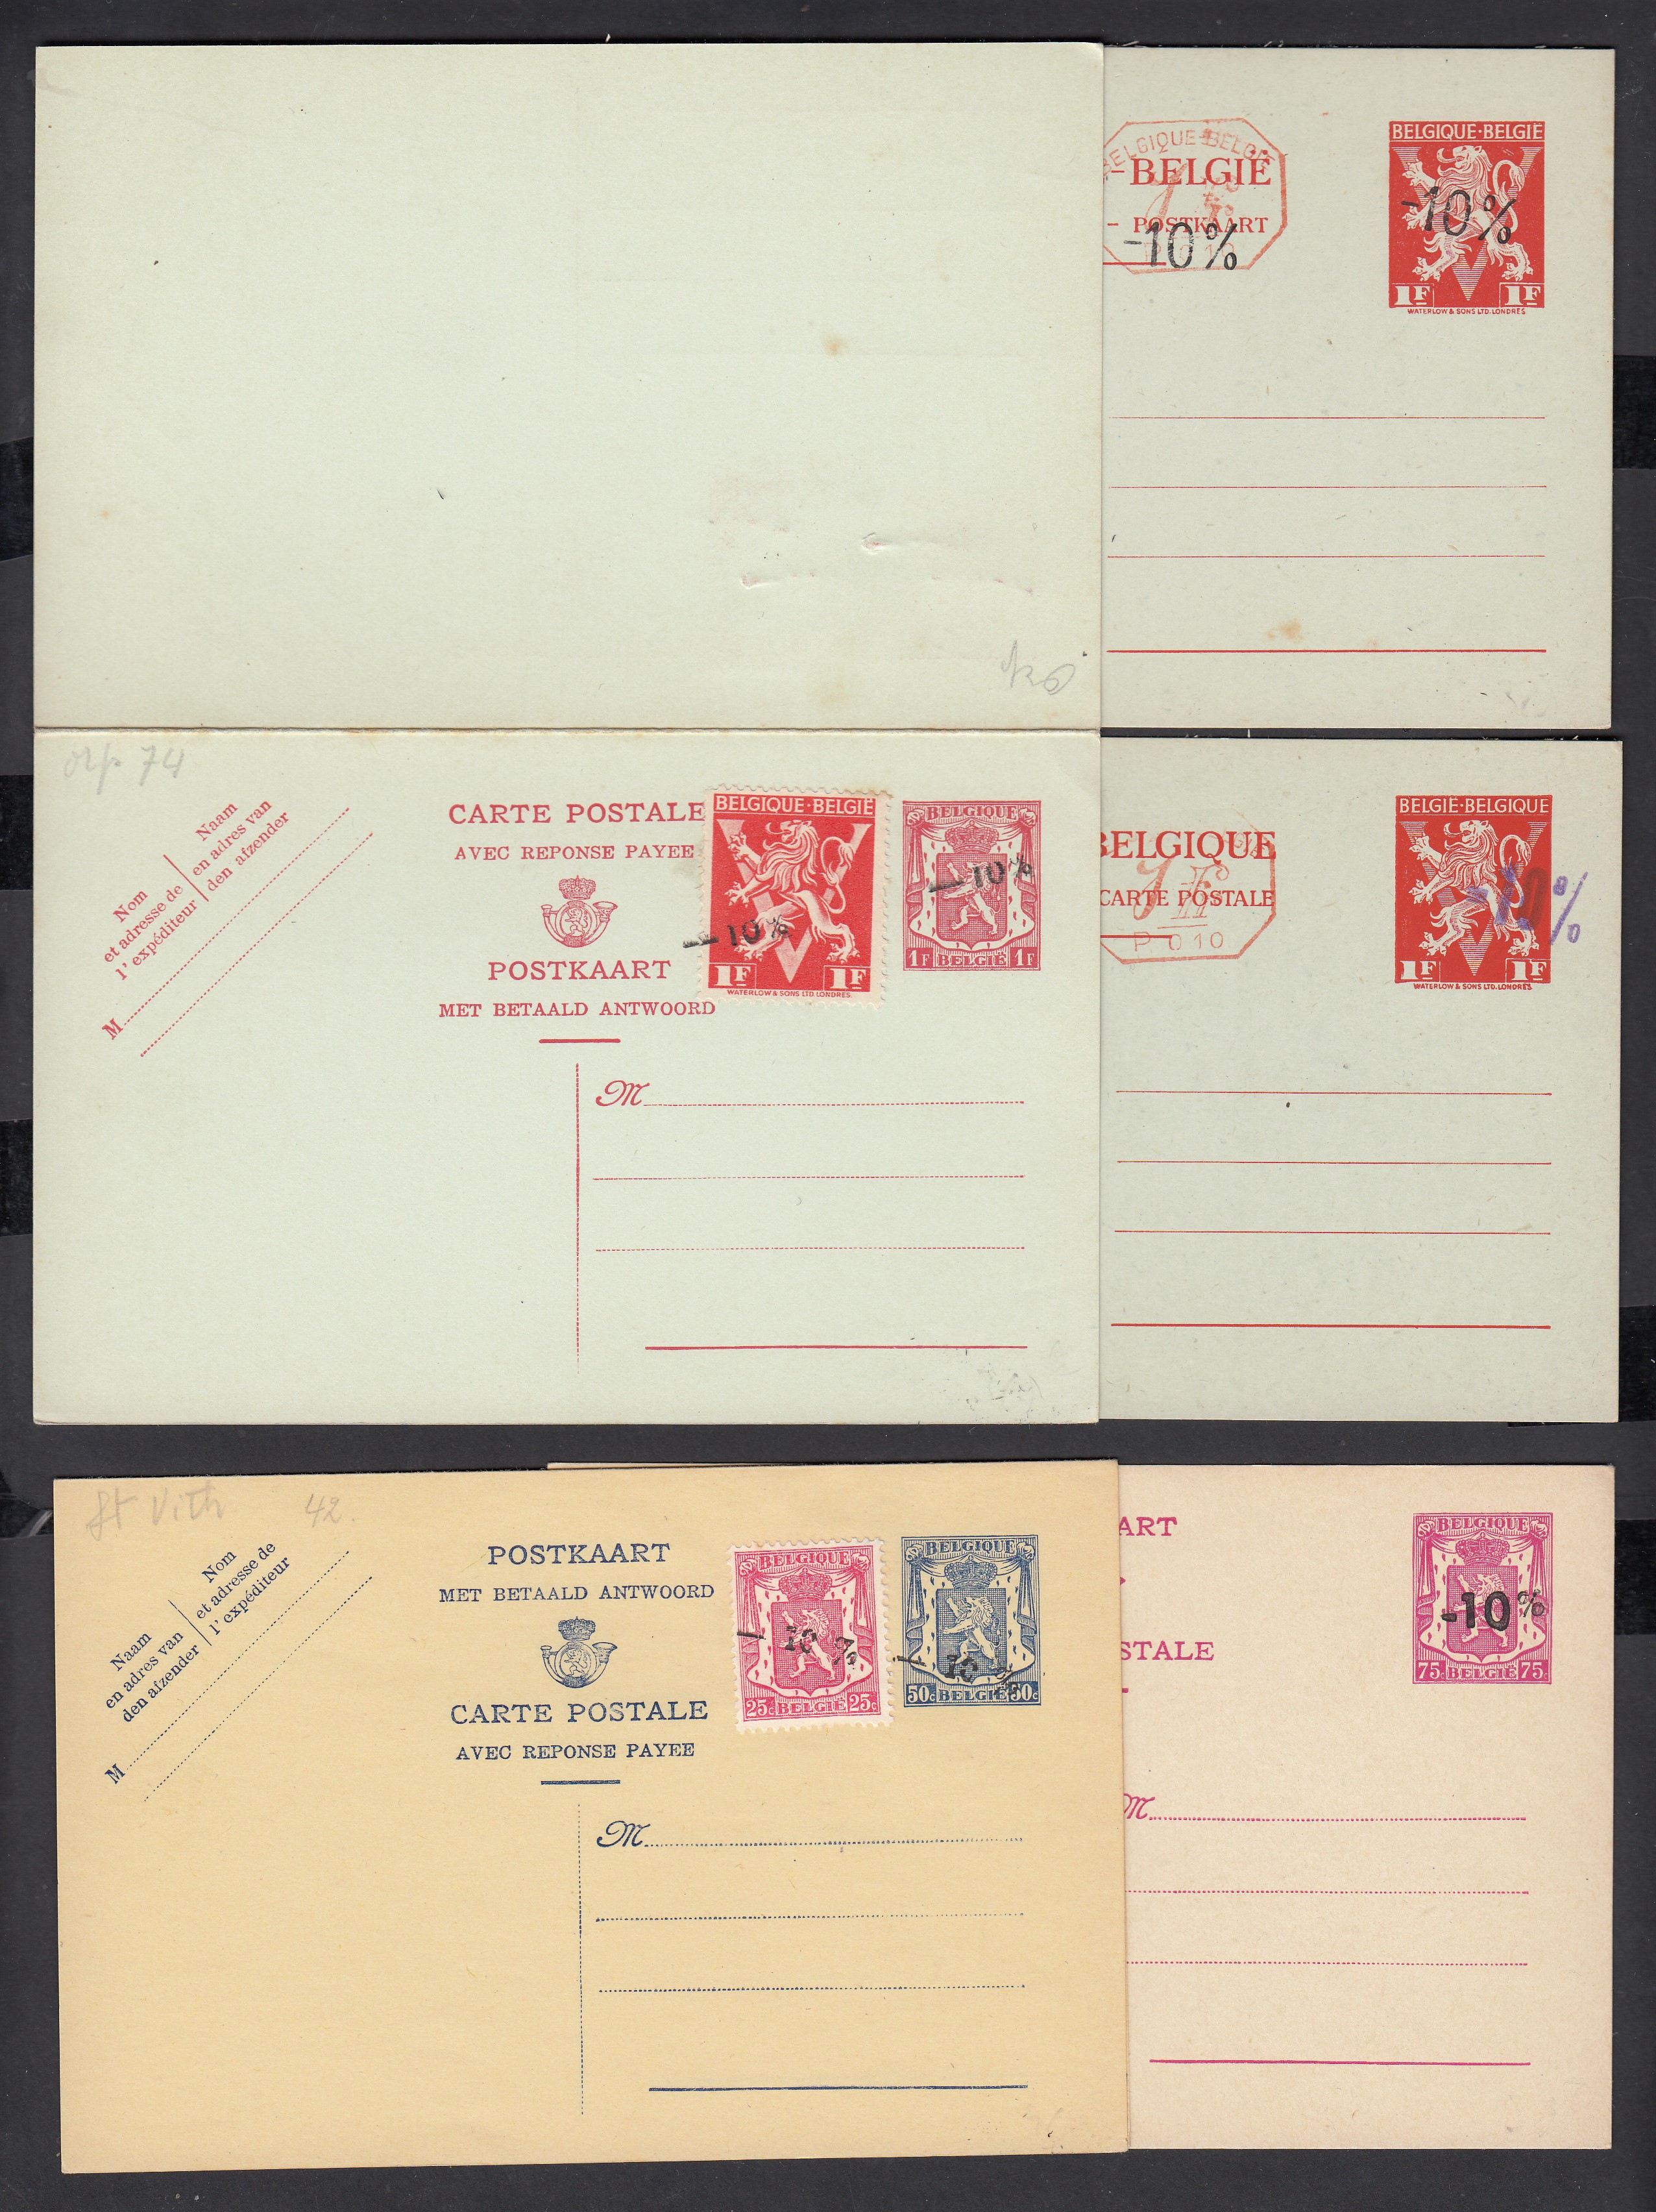 BELGIQUE-BELGIE
-BELGIË
- POSTKAART
-10%
BELGIQUE·BELGIË
-10%
1F 1F
WATERLOW & SONS LTD. LONDRES
74
Nom
et adresse de
l'expéditeur
Naam
en adres van
den afzender
M
CARTE POSTALE
AVEC REPONSE PAYEE
POSTKAART
MET BETAALD ANTWOORD
BELGIQUE·BELGIË
-10%
1F 1F
WATERLOW & SONS LTD. LONDRES
BELGIQUE
-10%
1F BELGIË 1F
M
BELGIQUE
CARTE POSTALE
P 010
BELGIË·BELGIQUE
-10%
1F 1F
WATERLOW & SONS LTD. LONDRES
St Vith 42.
Naam
en adres van
den afzender
Nom
et adresse de
l'expéditeur
M
POSTKAART
MET BETAALD ANTWOORD
CARTE POSTALE
AVEC REPONSE PAYEE
BELGIQUE
- 10 %
25c BELGIË 25c
BELGIQUE
- 10 %
50c BELGIË 50c
M
ART
STALE
BELGIQUE
-10%
75c BELGIË 75c
M